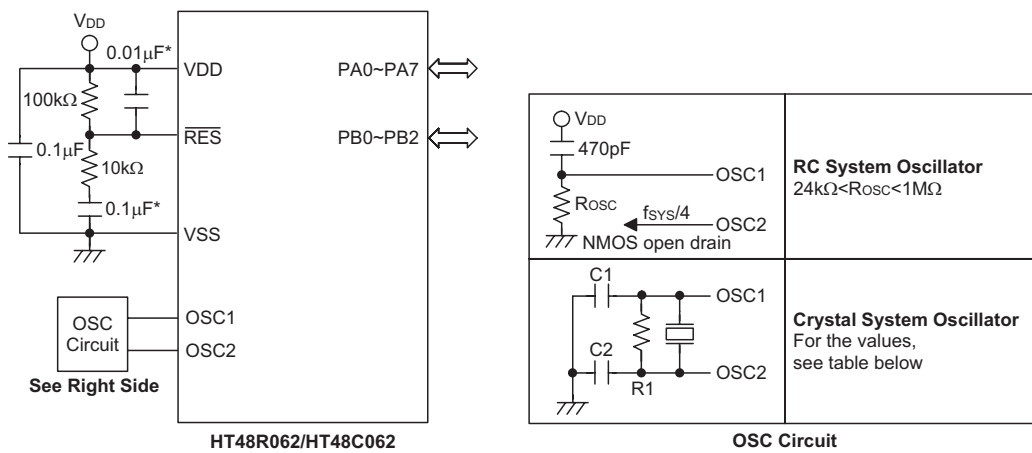 VDD
0.01μF*
VDD
PA0~PA7
100kΩ
RES
PB0~PB2
0.1μF
10kΩ
0.1μF*
VSS
OSC
Circuit
OSC1
OSC2
See Right Side
HT48R062/HT48C062
VDD
470pF
OSC1
ROSC
fSYS/4
OSC2
NMOS open drain
RC System Oscillator
24kΩ<ROSC<1MΩ
C1
OSC1
C2
R1
OSC2
Crystal System Oscillator
For the values,
see table below
OSC Circuit